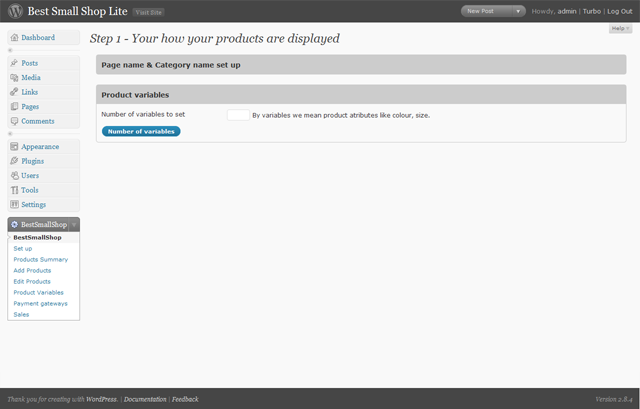 Best Small Shop Lite Visit Site New Post Howdy, admin | Turbo | Log Out
Help
Dashboard
Posts
Media
Links
Pages
Comments
Appearance
Plugins
Users
Tools
Settings
BestSmallShop
BestSmallShop
Set up
Products Summary
Add Products
Edit Products
Product Variables
Payment gateways
Sales
Step 1 - Your how your products are displayed
Page name & Category name set up
Product variables
Number of variables to set By variables we mean product atributes like colour, size.
Number of variables
Thank you for creating with WordPress. | Documentation | Feedback
Version 2.8.4